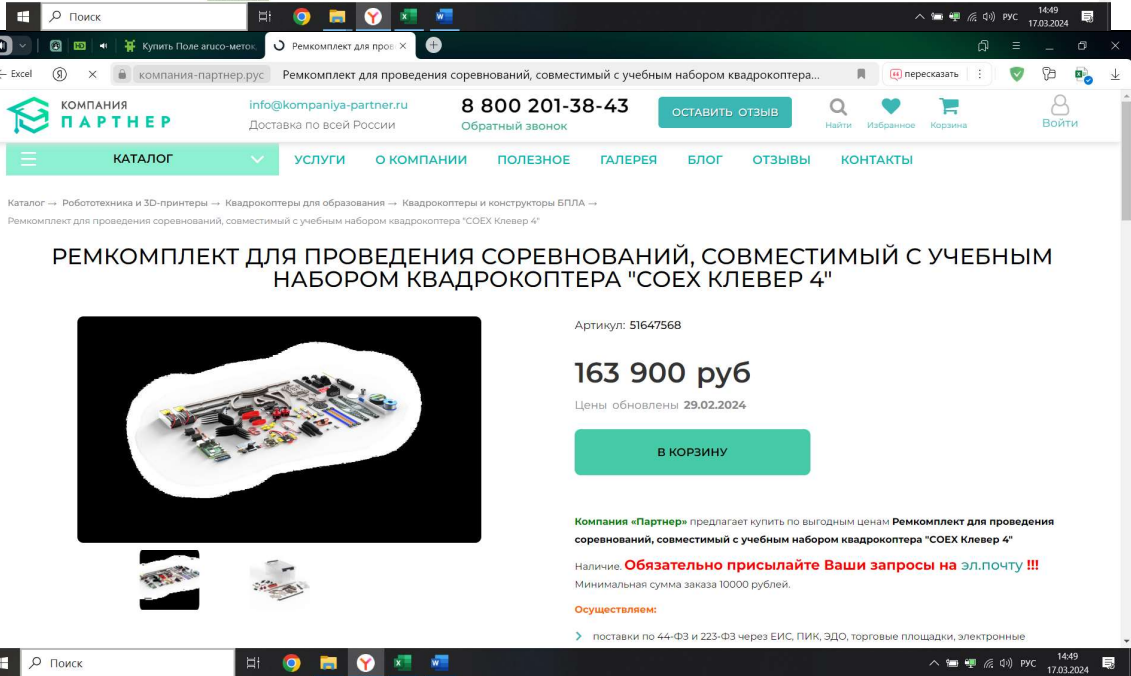 Поиск
РУС
14:49
17.03.2024
Купить Поле aruco-меток,
Ремкомплект для пров
Excel
компания-партнер.рус
Ремкомплект для проведения соревнований, совместимый с учебным набором квадрокоптера...
пересказать
КОМПАНИЯ
ПАРТНЕР
info@kompaniya-partner.ru
Доставка по всей России
8 800 201-38-43
Обратный звонок
ОСТАВИТЬ ОТЗЫВ
Найти
Избранное
Корзина
Войти
КАТАЛОГ
УСЛУГИ
О КОМПАНИИ
ПОЛЕЗНОЕ
ГАЛЕРЕЯ
БЛОГ
ОТЗЫВЫ
КОНТАКТЫ
Каталог → Робототехника и 3D-принтеры → Квадрокоптеры для образования → Квадрокоптеры и конструкторы БПЛА →
Ремкомплект для проведения соревнований, совместимый с учебным набором квадрокоптера "COEX Клевер 4"
РЕМКОМПЛЕКТ ДЛЯ ПРОВЕДЕНИЯ СОРЕВНОВАНИЙ, СОВМЕСТИМЫЙ С УЧЕБНЫМ
НАБОРОМ КВАДРОКОПТЕРА "COEX КЛЕВЕР 4"
Артикул: 51647568
163 900 руб
Цены обновлены 29.02.2024
В КОРЗИНУ
Компания «Партнер» предлагает купить по выгодным ценам Ремкомплект для проведения
соревнований, совместимый с учебным набором квадрокоптера "COEX Клевер 4"
Наличие. Обязательно присылайте Ваши запросы на эл.почту !!!
Минимальная сумма заказа 10000 рублей.
Осуществляем:
поставки по 44-ФЗ и 223-ФЗ через ЕИС, ПИК, ЭДО, торговые площадки, электронные
Поиск
РУС
14:49
17.03.2024